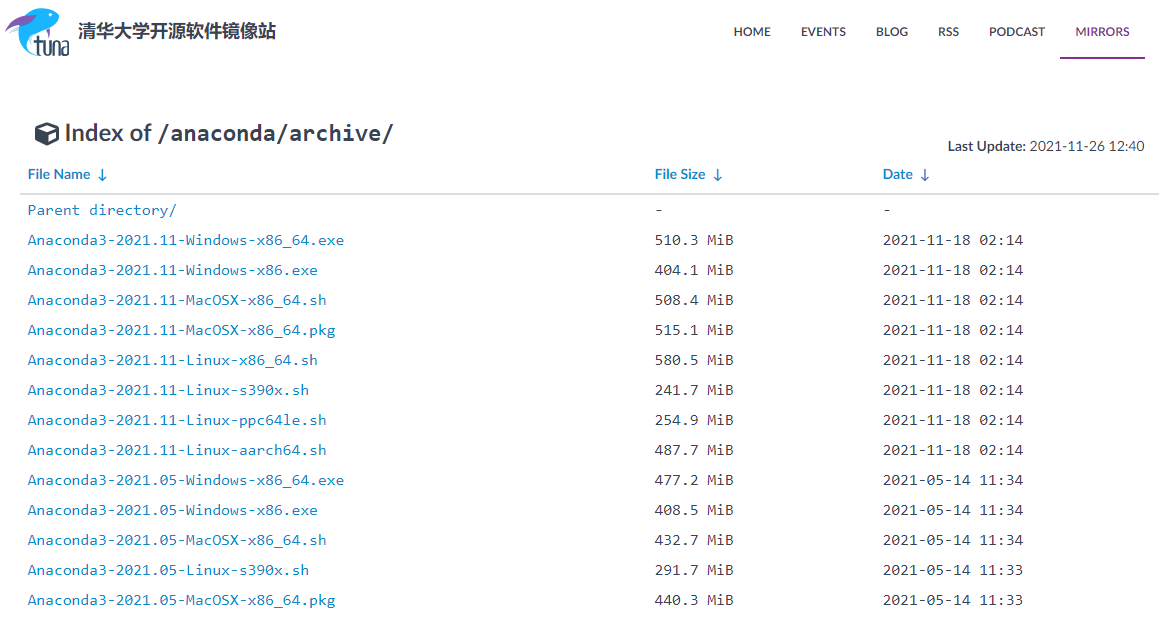 tuna 清华大学开源软件镜像站 HOME EVENTS BLOG RSS PODCAST MIRRORS
Index of /anaconda/archive/
Last Update: 2021-11-26 12:40
File Name ↓ File Size ↓ Date ↓
Parent directory/ - -
Anaconda3-2021.11-Windows-x86_64.exe 510.3 MiB 2021-11-18 02:14
Anaconda3-2021.11-Windows-x86.exe 404.1 MiB 2021-11-18 02:14
Anaconda3-2021.11-MacOSX-x86_64.sh 508.4 MiB 2021-11-18 02:14
Anaconda3-2021.11-MacOSX-x86_64.pkg 515.1 MiB 2021-11-18 02:14
Anaconda3-2021.11-Linux-x86_64.sh 580.5 MiB 2021-11-18 02:14
Anaconda3-2021.11-Linux-s390x.sh 241.7 MiB 2021-11-18 02:14
Anaconda3-2021.11-Linux-ppc64le.sh 254.9 MiB 2021-11-18 02:14
Anaconda3-2021.11-Linux-aarch64.sh 487.7 MiB 2021-11-18 02:14
Anaconda3-2021.05-Windows-x86_64.exe 477.2 MiB 2021-05-14 11:34
Anaconda3-2021.05-Windows-x86.exe 408.5 MiB 2021-05-14 11:34
Anaconda3-2021.05-MacOSX-x86_64.sh 432.7 MiB 2021-05-14 11:34
Anaconda3-2021.05-Linux-s390x.sh 291.7 MiB 2021-05-14 11:33
Anaconda3-2021.05-MacOSX-x86_64.pkg 440.3 MiB 2021-05-14 11:33